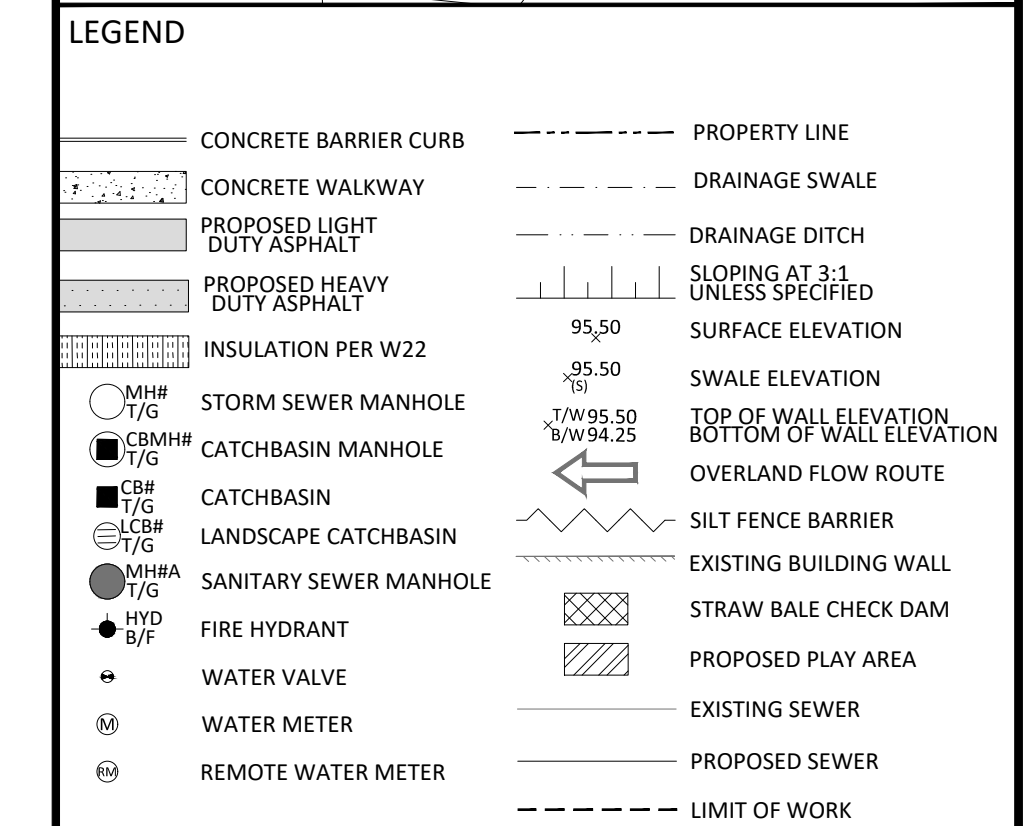 LEGEND
CONCRETE BARRIER CURB
CONCRETE WALKWAY
PROPOSED LIGHT
DUTY ASPHALT
PROPOSED HEAVY
DUTY ASPHALT
INSULATION PER W22
MH#
T/G
STORM SEWER MANHOLE
CBMH#
T/G
CATCHBASIN MANHOLE
CB#
T/G
CATCHBASIN
LCB#
T/G
LANDSCAPE CATCHBASIN
MH#A
T/G
SANITARY SEWER MANHOLE
HYD
B/F
FIRE HYDRANT
WATER VALVE
M
WATER METER
RM
REMOTE WATER METER
PROPERTY LINE
DRAINAGE SWALE
DRAINAGE DITCH
SLOPING AT 3:1
UNLESS SPECIFIED
95.50
SURFACE ELEVATION
95.50
(S)
SWALE ELEVATION
T/W 95.50
B/W 94.25
TOP OF WALL ELEVATION
BOTTOM OF WALL ELEVATION
OVERLAND FLOW ROUTE
SILT FENCE BARRIER
EXISTING BUILDING WALL
STRAW BALE CHECK DAM
PROPOSED PLAY AREA
EXISTING SEWER
PROPOSED SEWER
LIMIT OF WORK